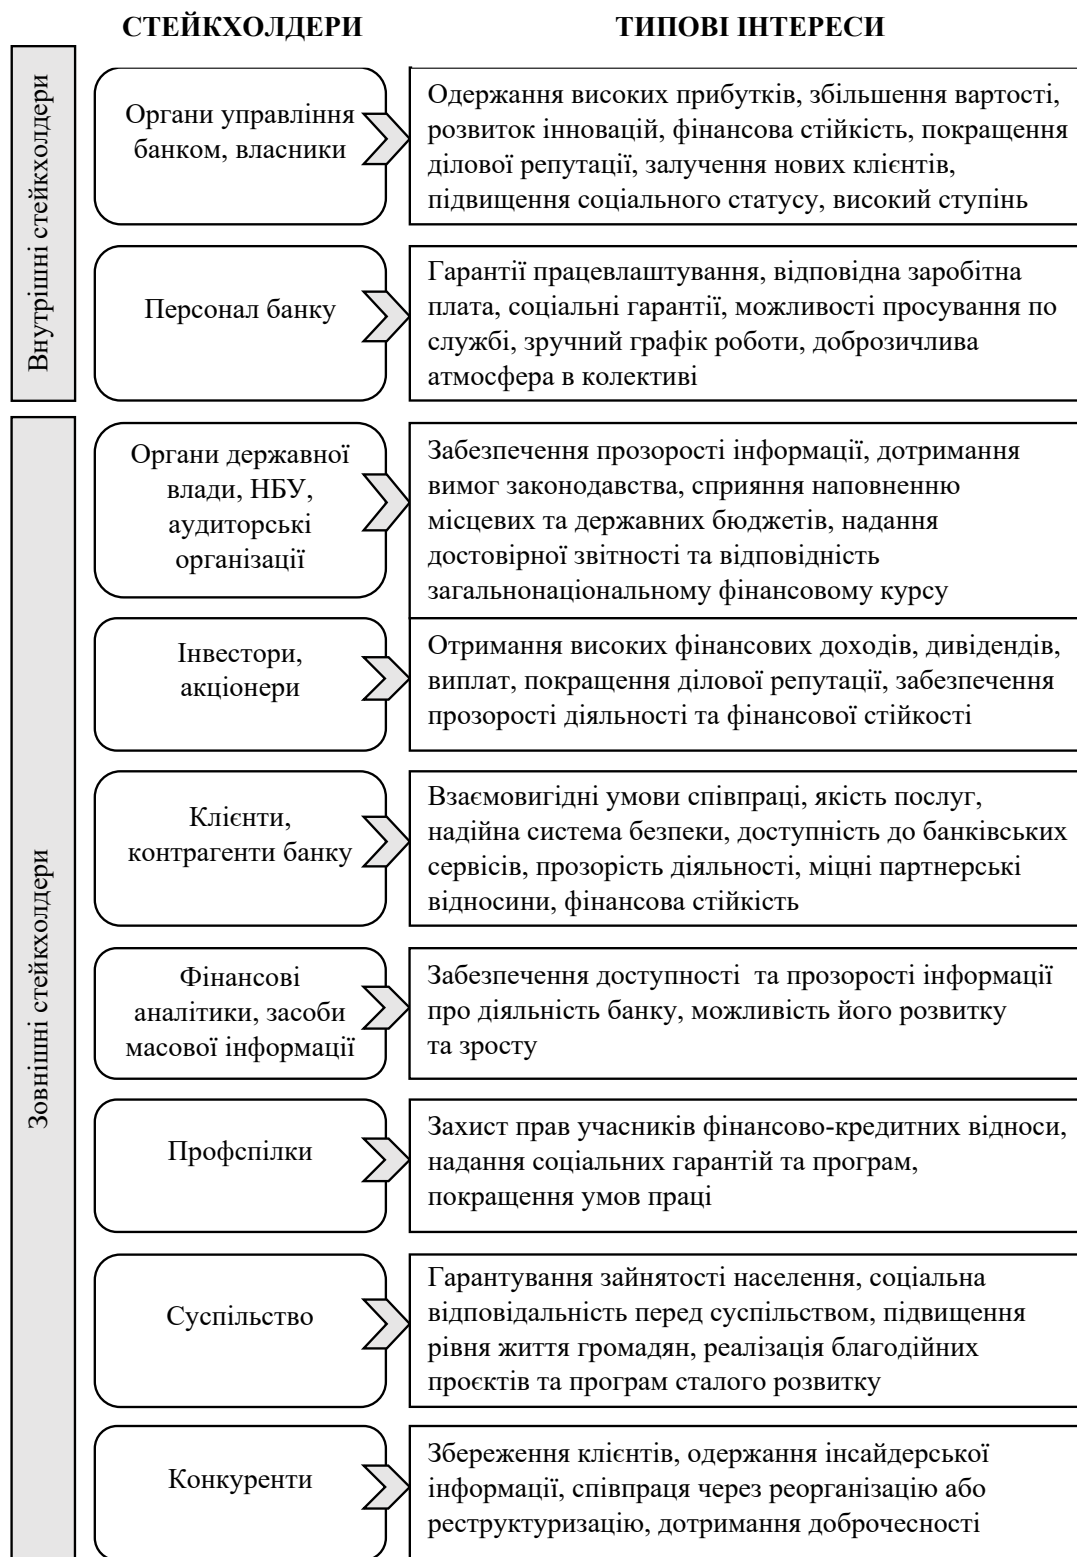 СТЕЙКХОЛДЕРИ
ТИПОВІ ІНТЕРЕСИ
Внутрішні стейкхолдери
Органи управління
банком, власники
Одержання високих прибутків, збільшення вартості,
розвиток інновацій, фінансова стійкість, покращення
ділової репутації, залучення нових клієнтів,
підвищення соціального статусу, високий ступінь
Персонал банку
Гарантії працевлаштування, відповідна заробітна
плата, соціальні гарантії, можливості просування по
службі, зручний графік роботи, доброзичлива
атмосфера в колективі
Зовнішні стейкхолдери
Органи державної
влади, НБУ,
аудиторські
організації
Забезпечення прозорості інформації, дотримання
вимог законодавства, сприяння наповненню
місцевих та державних бюджетів, надання
достовірної звітності та відповідність
загальнонаціональному фінансовому курсу
Інвестори,
акціонери
Отримання високих фінансових доходів, дивідендів,
виплат, покращення ділової репутації, забезпечення
прозорості діяльності та фінансової стійкості
Клієнти,
контрагенти банку
Взаємовигідні умови співпраці, якість послуг,
надійна система безпеки, доступність до банківських
сервісів, прозорість діяльності, міцні партнерські
відносини, фінансова стійкість
Фінансові
аналітики, засоби
масової інформації
Забезпечення доступності  та прозорості інформації
про діяльність банку, можливість його розвитку
та зросту
Профспілки
Захист прав учасників фінансово-кредитних відноси,
надання соціальних гарантій та програм,
покращення умов праці
Суспільство
Гарантування зайнятості населення, соціальна
відповідальність перед суспільством, підвищення
рівня життя громадян, реалізація благодійних
проєктів та програм сталого розвитку
Конкуренти
Збереження клієнтів, одержання інсайдерської
інформації, співпраця через реорганізацію або
реструктуризацію, дотримання доброчесності